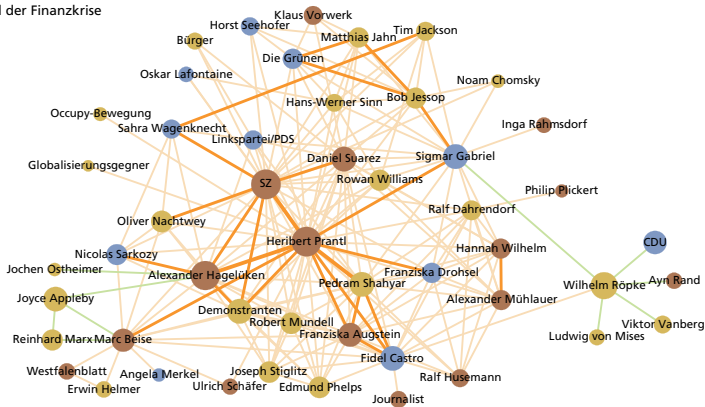 der Finanzkrise
Klaus Vorwerk
Horst Seehofer
Tim Jackson
Matthias Jahn
Bürger
Die Grünen
Oskar Lafontaine
Noam Chomsky
Hans-Werner Sinn
Bob Jessop
Occupy-Bewegung
Sahra Wagenknecht
Inga Rahmsdorf
Linkspartei/PDS
Daniel Suarez
Sigmar Gabriel
Globalisierungsgegner
SZ
Rowan Williams
Philip Plickert
Ralf Dahrendorf
Oliver Nachtwey
Heribert Prantl
CDU
Hannah Wilhelm
Nicolas Sarkozy
Jochen Ostheimer
Alexander Hagelüken
Franziska Drohsel
Pedram Shahyar
Wilhelm Röpke
Ayn Rand
Joyce Appleby
Alexander Mühlauer
Demonstranten
Robert Mundell
Viktor Vanberg
Franziska Augstein
Ludwig von Mises
Reinhard Marx
Marc Beise
Fidel Castro
Westfalenblatt
Angela Merkel
Joseph Stiglitz
Ralf Husemann
Erwin Helmer
Ulrich Schäfer
Edmund Phelps
Journalist